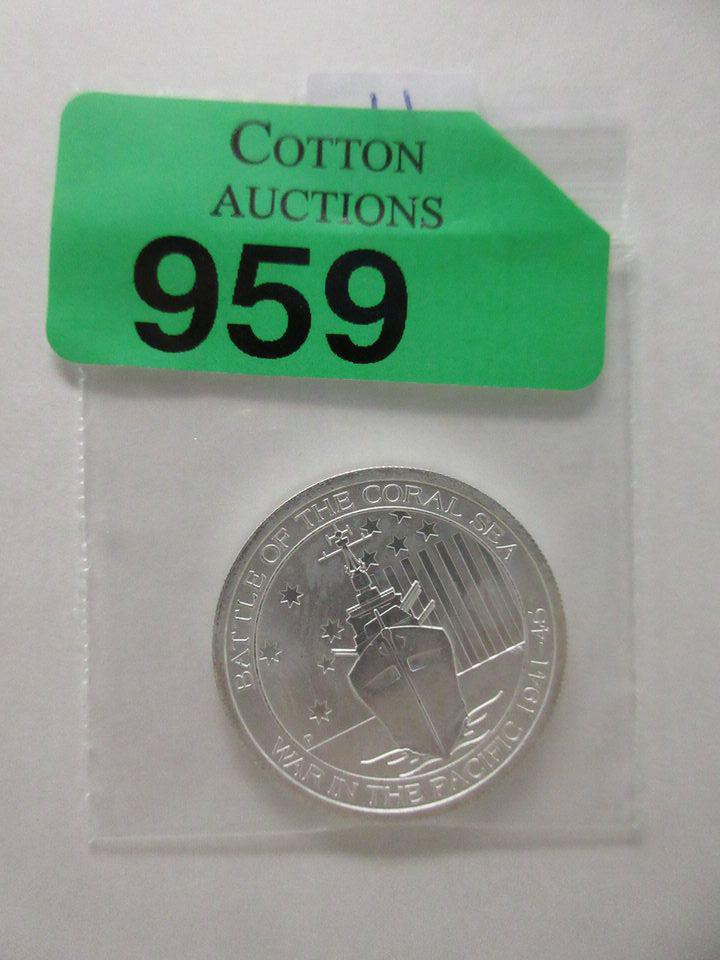 COTTON
AUCTIONS
959
BATTLE OF THE CORAL SEA
WAR IN THE PACIFIC 1941-45